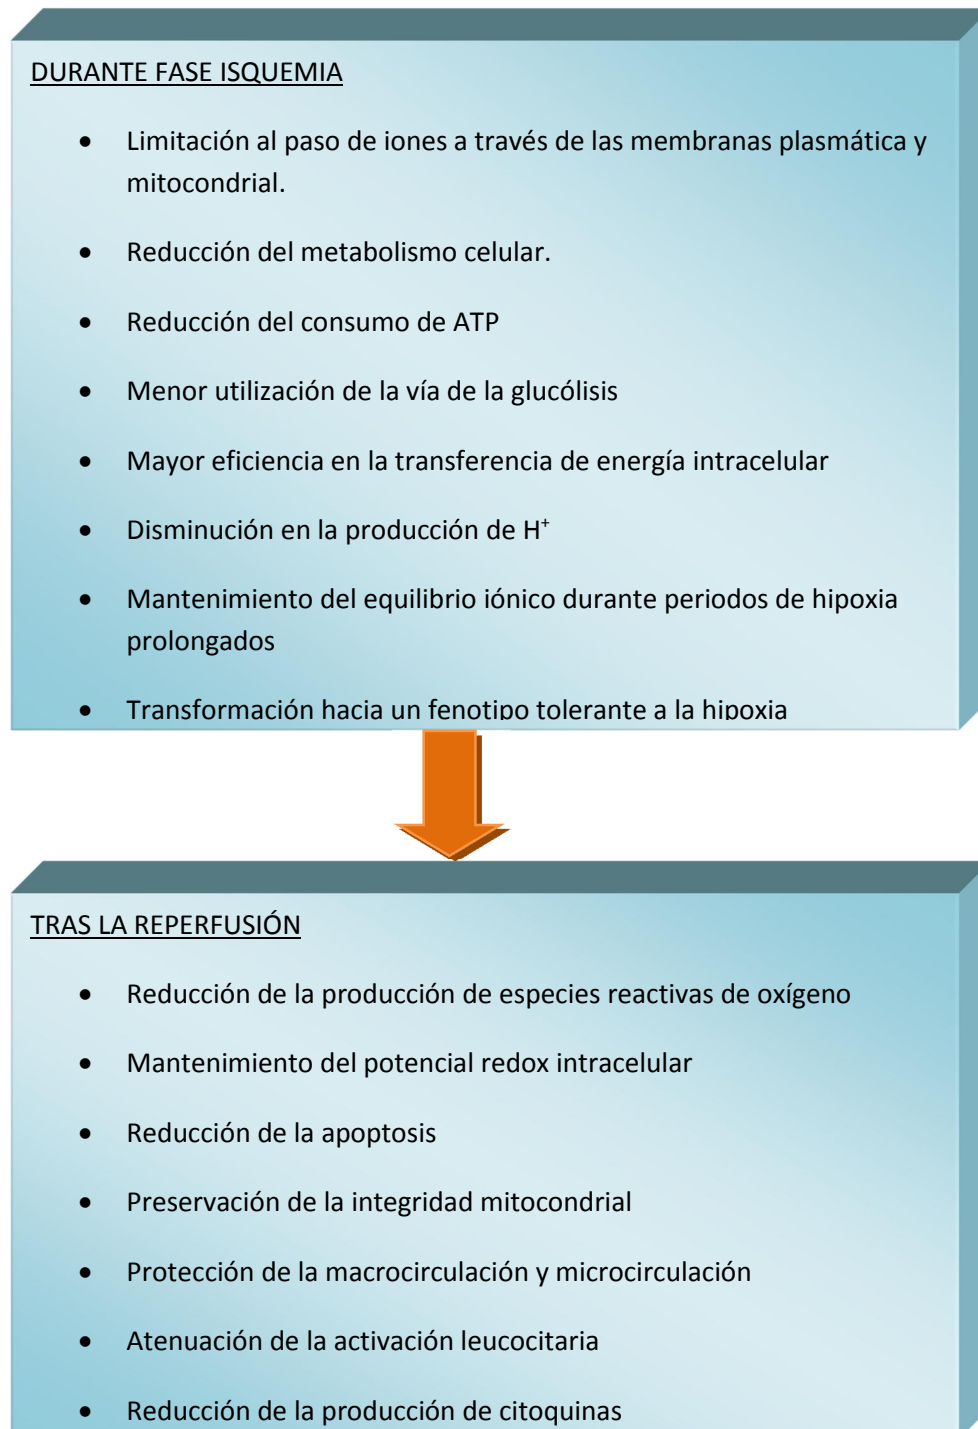 DURANTE FASE ISQUEMIA
• Limitación al paso de iones a través de las membranas plasmática y
mitocondrial.
• Reducción del metabolismo celular.
• Reducción del consumo de ATP
• Menor utilización de la vía de la glucólisis
• Mayor eficiencia en la transferencia de energía intracelular
• Disminución en la producción de H⁺
• Mantenimiento del equilibrio iónico durante periodos de hipoxia
prolongados
• Transformación hacia un fenotipo tolerante a la hipoxia
TRAS LA REPERFUSIÓN
• Reducción de la producción de especies reactivas de oxígeno
• Mantenimiento del potencial redox intracelular
• Reducción de la apoptosis
• Preservación de la integridad mitocondrial
• Protección de la macrocirculación y microcirculación
• Atenuación de la activación leucocitaria
• Reducción de la producción de citoquinas